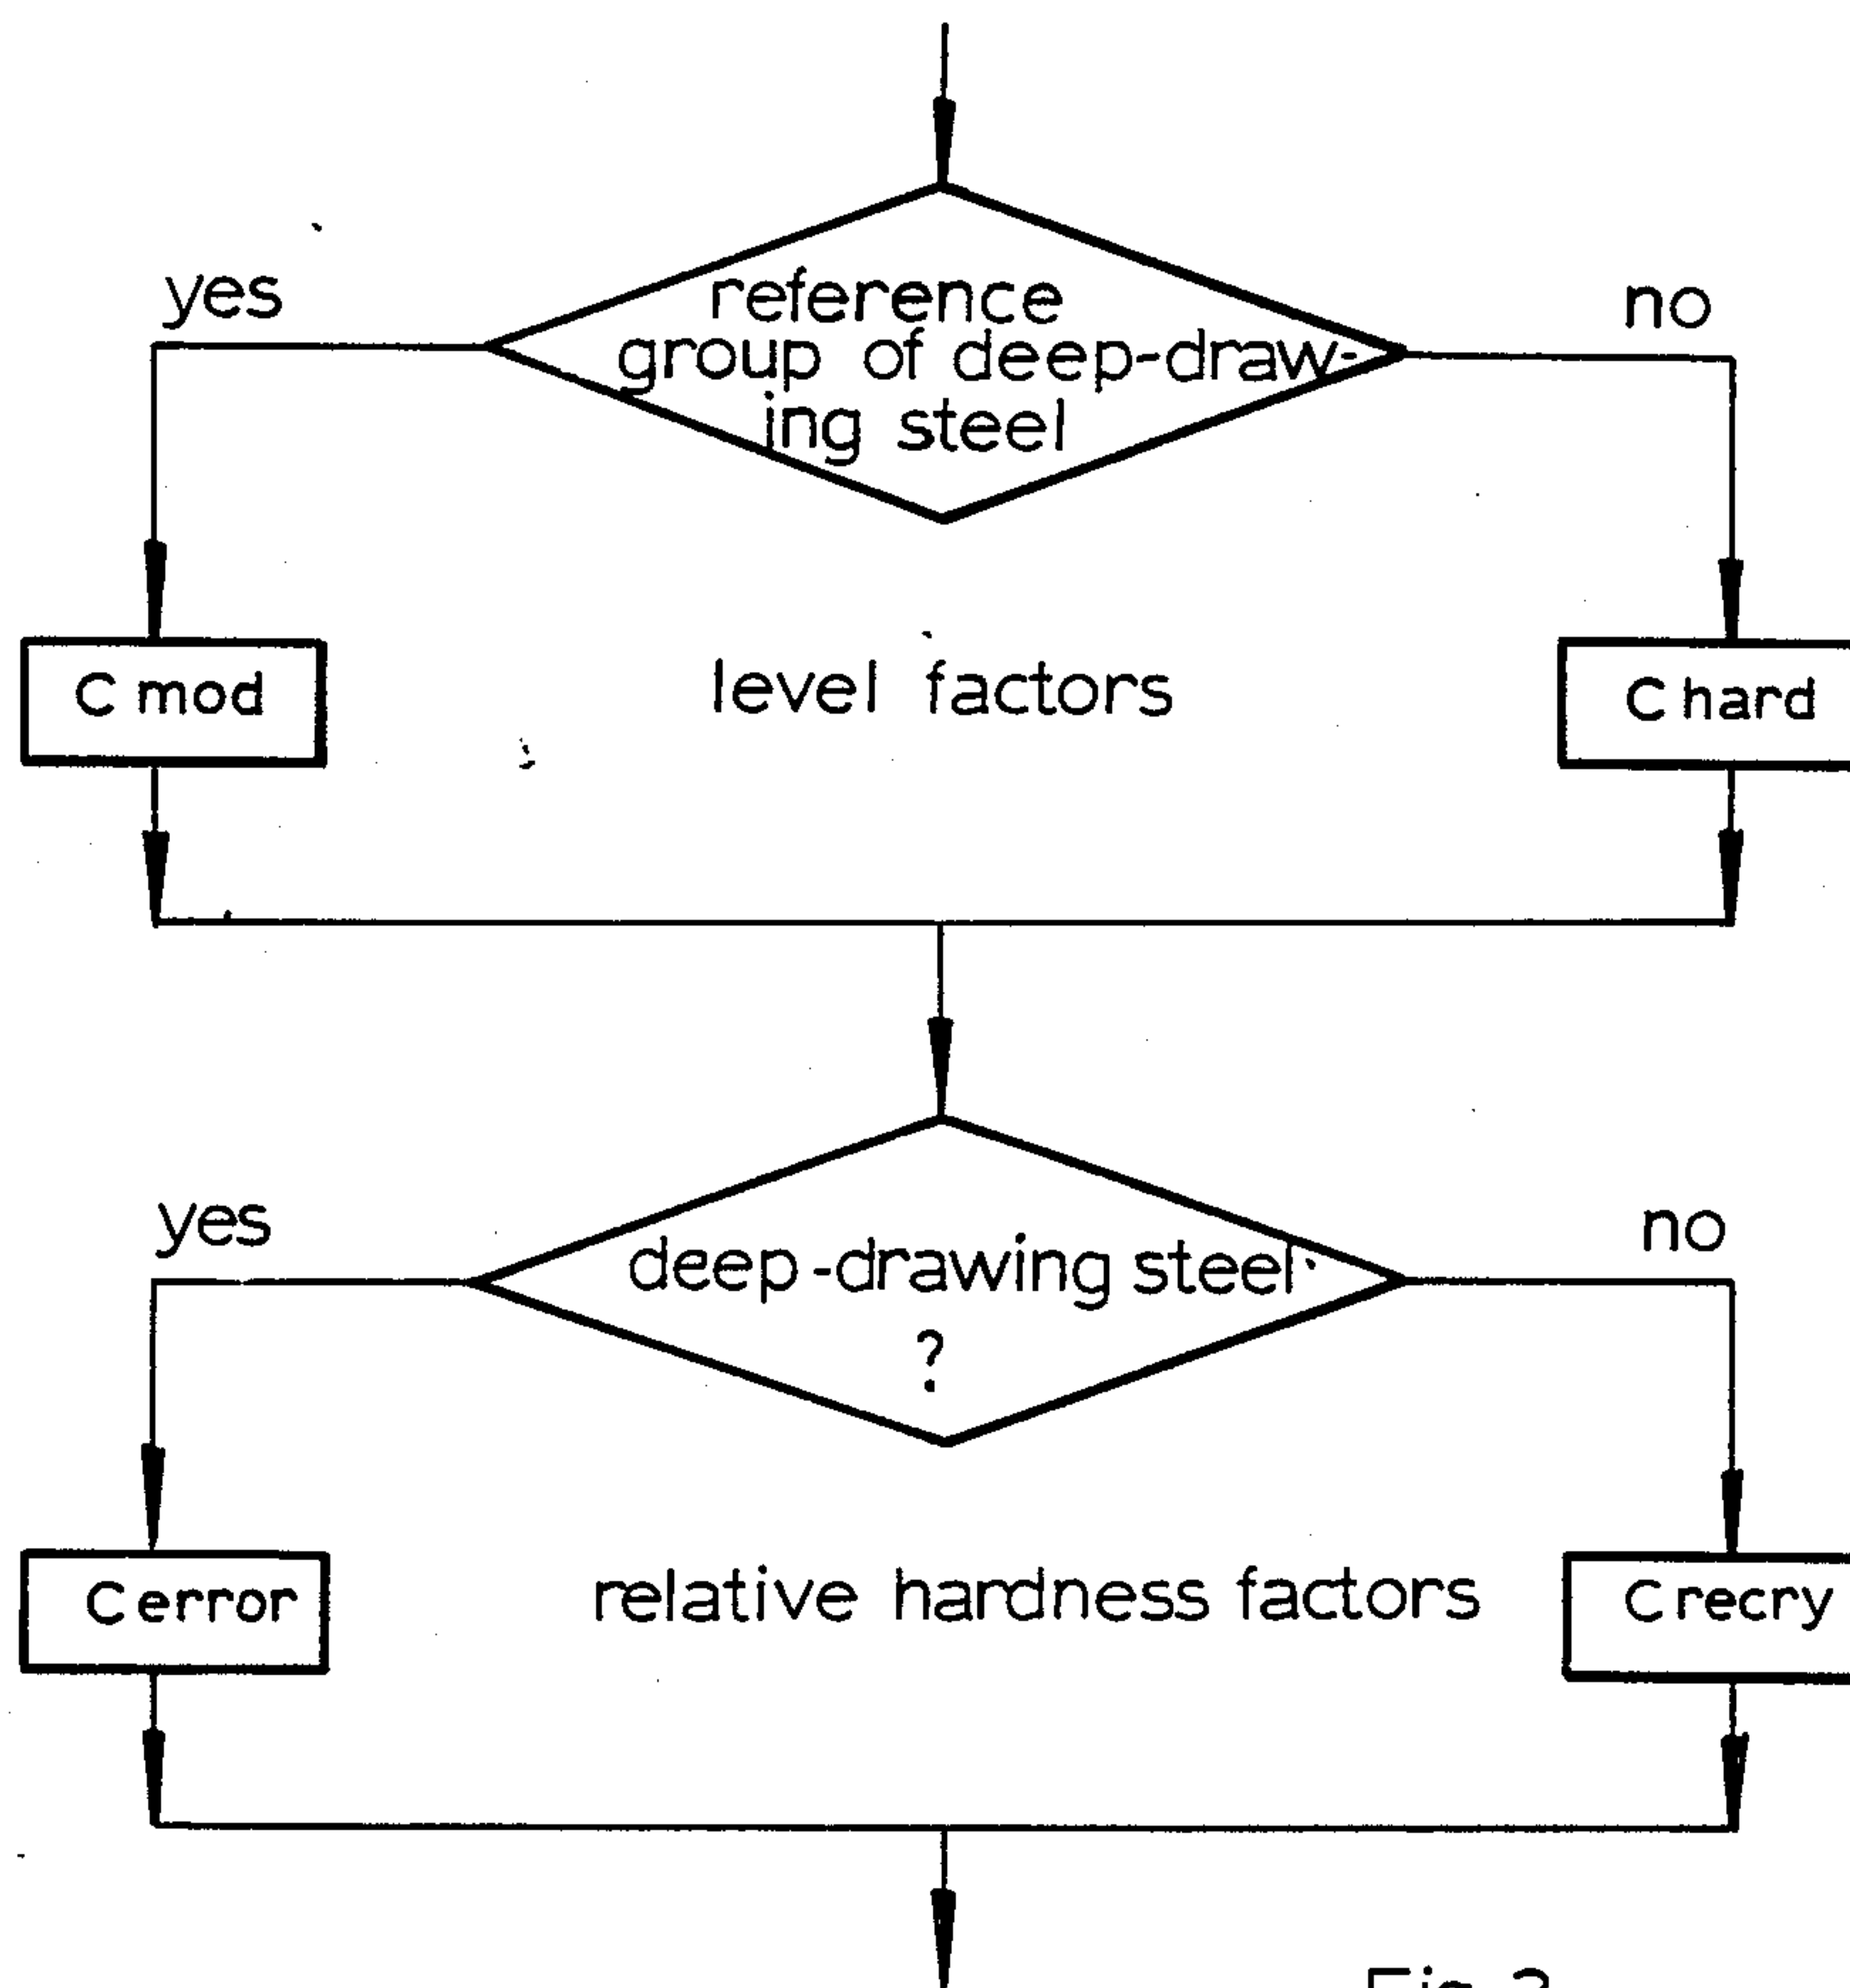 reference
yes
no
group of deep-draw-
ing steel
C mod
level factors
C hard
yes
no
deep-drawing steel
?
C error
relative hardness factors
C recry